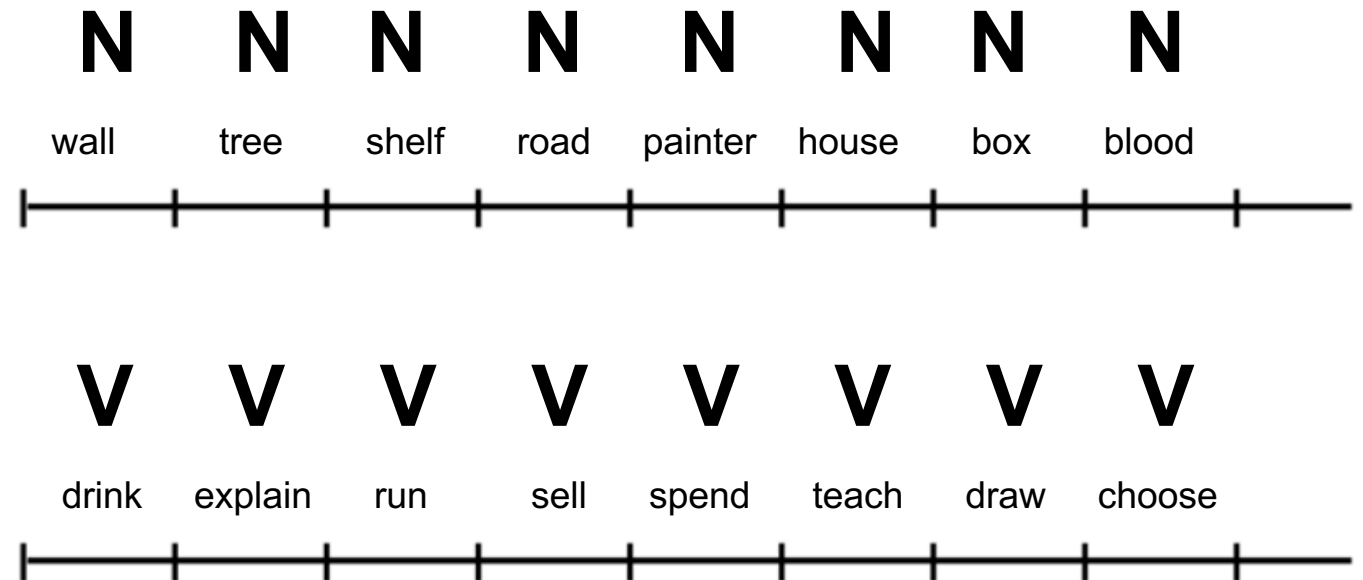 N N N N N N N N
wall tree shelf road painter house box blood
V V V V V V V V
drink explain run sell spend teach draw choose